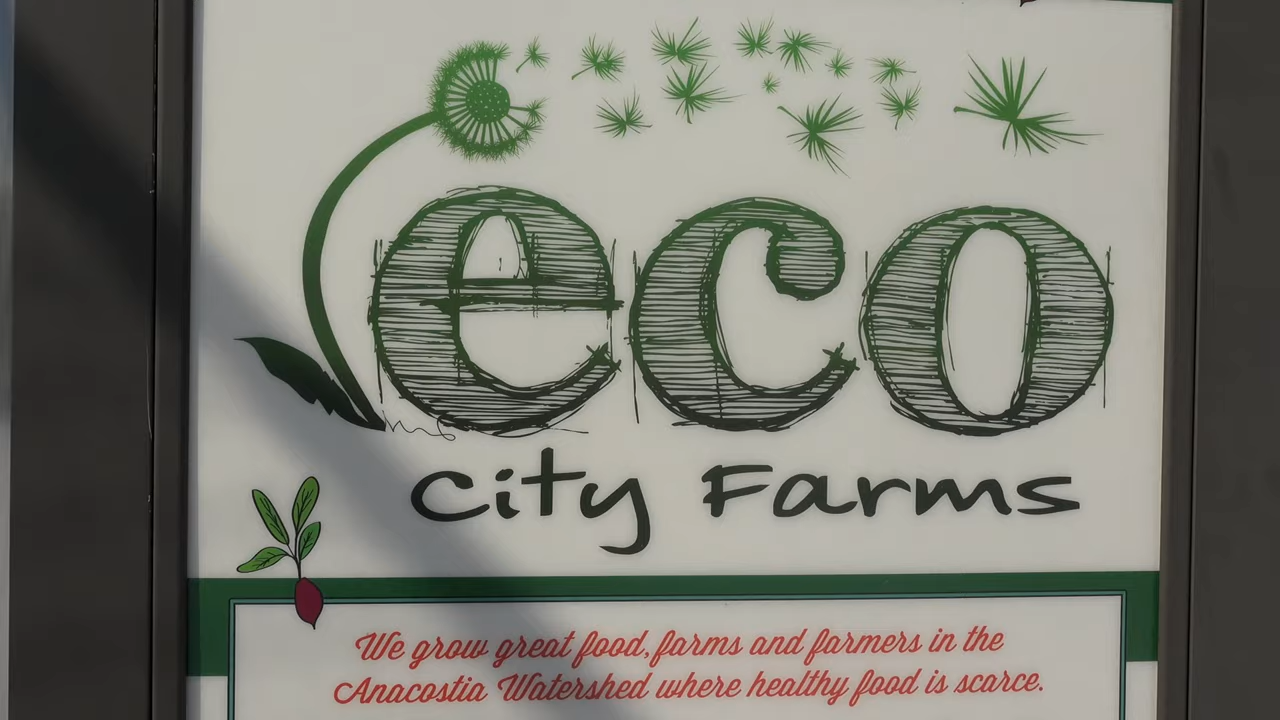 eco
City Farms
We grow great food, farms and farmers in the
Anacostia Watershed where healthy food is scarce.